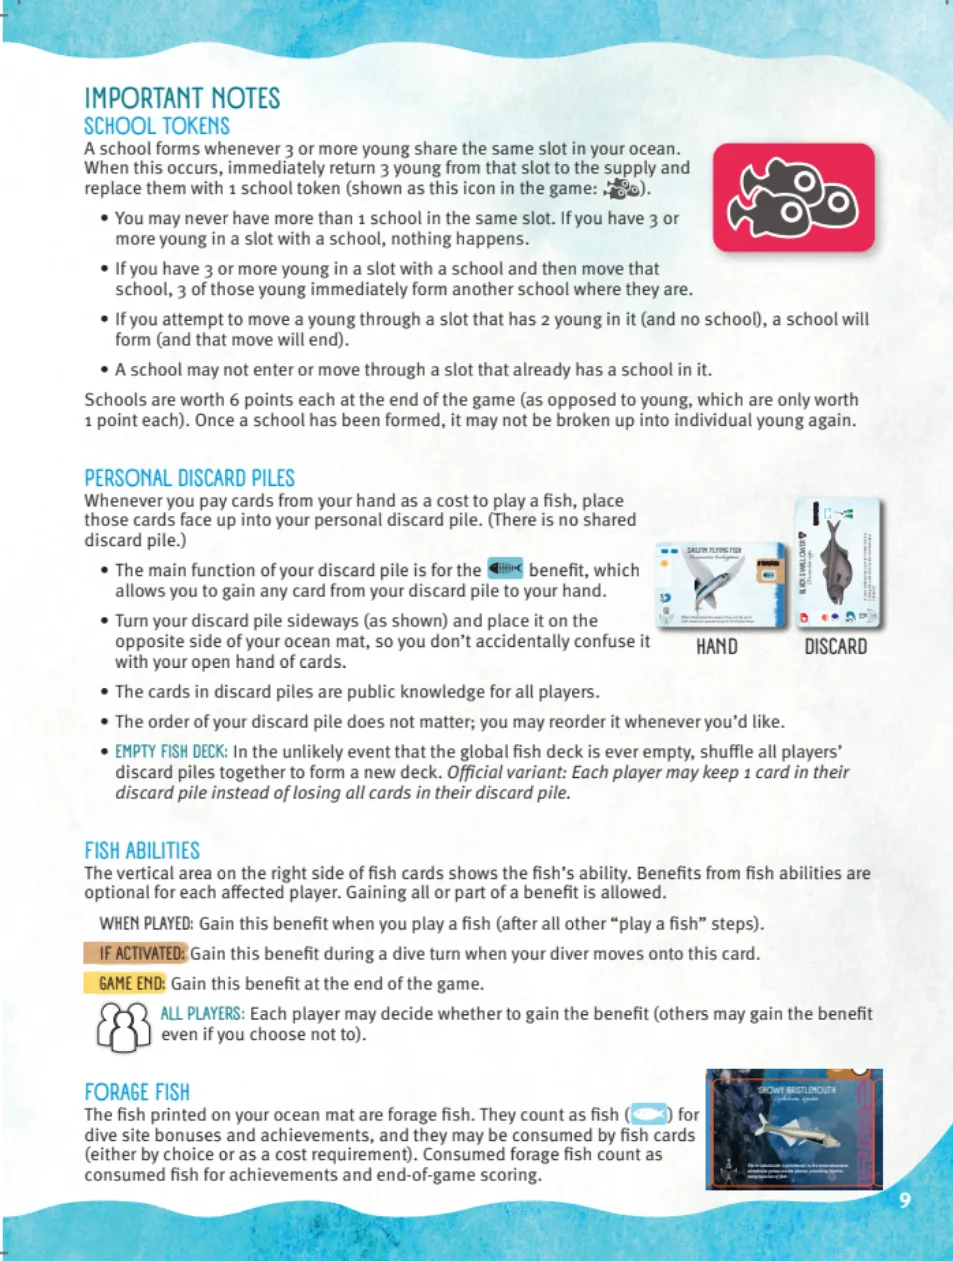 IMPORTANT NOTES
SCHOOL TOKENS
A school forms whenever 3 or more young share the same slot in your ocean.
When this occurs, immediately return 3 young from that slot to the supply and
replace them with 1 school token (shown as this icon in the game: ).
• You may never have more than 1 school in the same slot. If you have 3 or
more young in a slot with a school, nothing happens.
• If you have 3 or more young in a slot with a school and then move that
school, 3 of those young immediately form another school where they are.
• If you attempt to move a young through a slot that has 2 young in it (and no school), a school will
form (and that move will end).
• A school may not enter or move through a slot that already has a school in it.
Schools are worth 6 points each at the end of the game (as opposed to young, which are only worth
1 point each). Once a school has been formed, it may not be broken up into individual young again.
PERSONAL DISCARD PILES
Whenever you pay cards from your hand as a cost to play a fish, place
those cards face up into your personal discard pile. (There is no shared
discard pile.)
• The main function of your discard pile is for the benefit, which
allows you to gain any card from your discard pile to your hand.
• Turn your discard pile sideways (as shown) and place it on the
opposite side of your ocean mat, so you don't accidentally confuse it
with your open hand of cards.
SAILFIN FLYING FISH
BLACK SWALLOWER
HAND
DISCARD
• The cards in discard piles are public knowledge for all players.
• The order of your discard pile does not matter; you may reorder it whenever you'd like.
• EMPTY FISH DECK: In the unlikely event that the global fish deck is ever empty, shuffle all players'
discard piles together to form a new deck. Official variant: Each player may keep 1 card in their
discard pile instead of losing all cards in their discard pile.
FISH ABILITIES
The vertical area on the right side of fish cards shows the fish's ability. Benefits from fish abilities are
optional for each affected player. Gaining all or part of a benefit is allowed.
WHEN PLAYED: Gain this benefit when you play a fish (after all other "play a fish" steps).
IF ACTIVATED: Gain this benefit during a dive turn when your diver moves onto this card.
GAME END: Gain this benefit at the end of the game.
ALL PLAYERS: Each player may decide whether to gain the benefit (others may gain the benefit
even if you choose not to).
FORAGE FISH
The fish printed on your ocean mat are forage fish. They count as fish ( ) for
dive site bonuses and achievements, and they may be consumed by fish cards
(either by choice or as a cost requirement). Consumed forage fish count as
consumed fish for achievements and end-of-game scoring.
SHOWY BRISTLEMOUTH
9